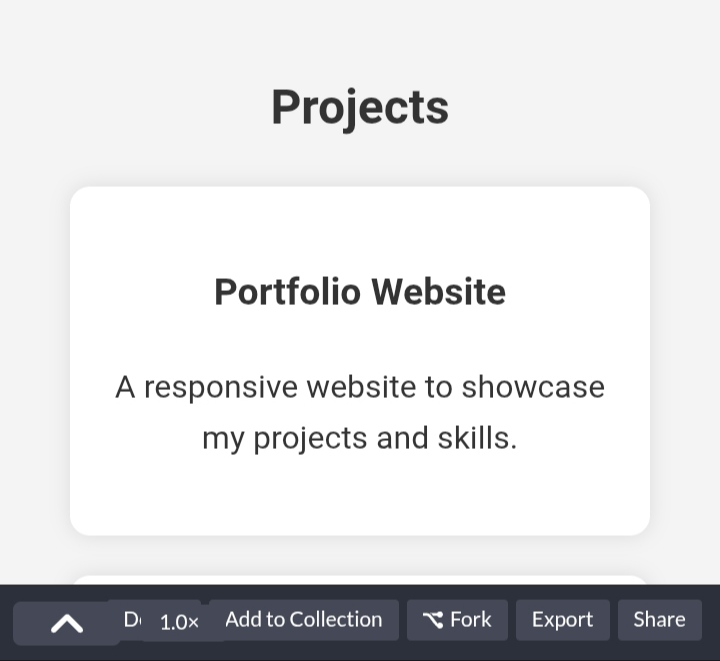 Projects
Portfolio Website
A responsive website to showcase
my projects and skills.
1.0× Add to Collection Fork Export Share